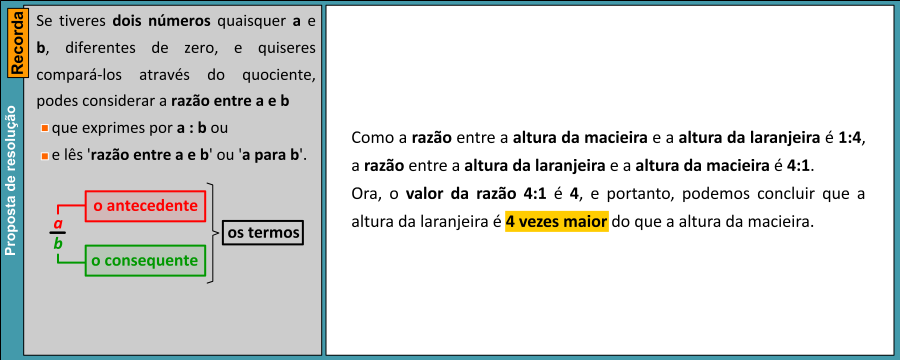 Recorda
Proposta de resolução
Se tiveres dois números quaisquer a e
b, diferentes de zero, e quiseres
compará-los através do quociente,
podes considerar a razão entre a e b
que exprimes por a : b ou
e lês 'razão entre a e b' ou 'a para b'.
o antecedente
a
b
os termos
o consequente
Como a razão entre a altura da macieira e a altura da laranjeira é 1:4,
a razão entre a altura da laranjeira e a altura da macieira é 4:1.
Ora, o valor da razão 4:1 é 4, e portanto, podemos concluir que a
altura da laranjeira é 4 vezes maior do que a altura da macieira.